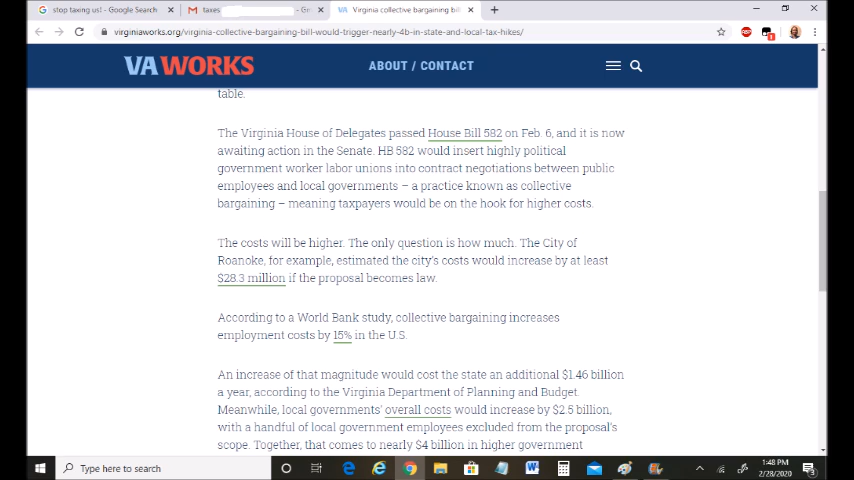 stop taxing us! - Google Search
taxes
- G
Virginia collective bargaining bil
virginiaworks.org/virginia-collective-bargaining-bill-would-trigger-nearly-4b-in-state-and-local-tax-hikes/
VA WORKS
ABOUT / CONTACT
table.
The Virginia House of Delegates passed House Bill 582 on Feb. 6, and it is now
awaiting action in the Senate. HB 582 would insert highly political
government worker labor unions into contract negotiations between public
employees and local governments – a practice known as collective
bargaining – meaning taxpayers would be on the hook for higher costs.
The costs will be higher. The only question is how much. The City of
Roanoke, for example, estimated the city's costs would increase by at least
$28.3 million if the proposal becomes law.
According to a World Bank study, collective bargaining increases
employment costs by 15% in the U.S.
An increase of that magnitude would cost the state an additional $1.46 billion
a year, according to the Virginia Department of Planning and Budget.
Meanwhile, local governments' overall costs would increase by $2.5 billion,
with a handful of local government employees excluded from the proposal's
scope. Together, that comes to nearly $4 billion in higher government
Type here to search
1:48 PM
2/28/2020